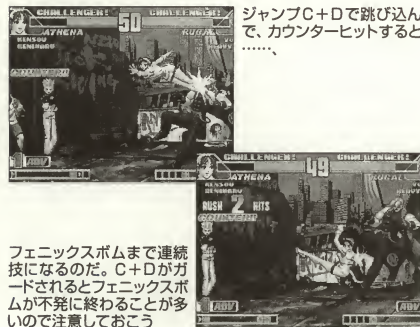 CHALLENGER!
50
CHALLENGER!
ATHENA
KENSOU
GENTSURO
COUNTER!
ADV
ジャンプC+Dで跳び込ん
で、カウンターヒットすると
……、
CHALLENGER!
49
CHALLENGER!
ATHENA
KENSOU
RUSH 2 HITS
COUNTER!
ADV
ADV
フェニックスボムまで連続
技になるのだ。C+Dがガ
ードされるとフェニックスボ
ムが不発に終わることが多
いので注意しておこう